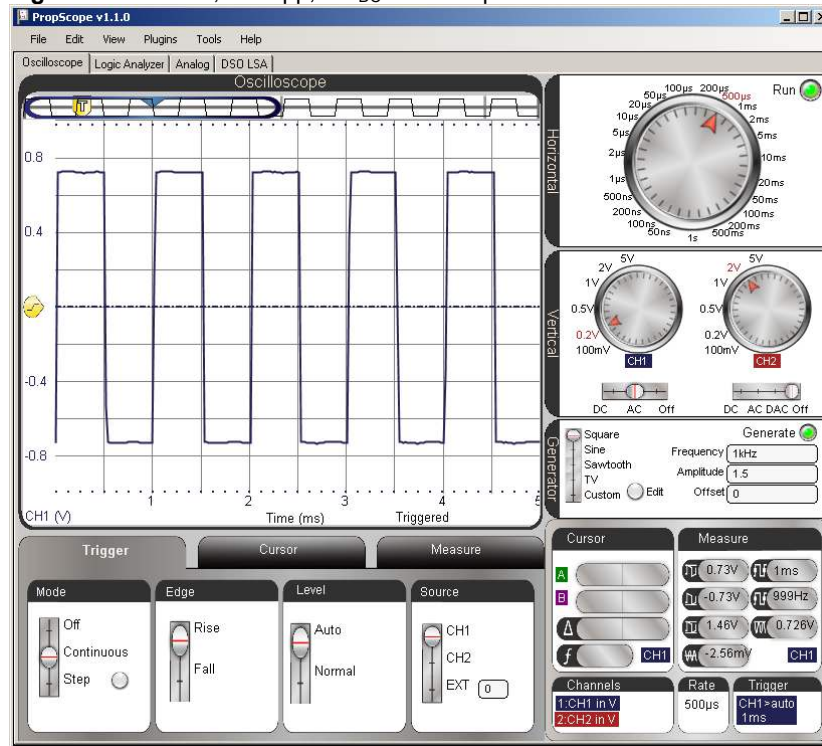 PropScope v1.1.0
File Edit View Plugins Tools Help
Oscilloscope Logic Analyzer Analog DSO LSA
Oscilloscope
T
0.8
0.4
-0.4
-0.8
1 2 3 4 5
CH1 (V) Time (ms) Triggered
Horizontal
Run
50ns
100ns
200ns
500ns
1µs
2µs
5µs
10µs
20µs
50µs
100µs
200µs
500µs
1ms
2ms
5ms
10ms
20ms
50ms
100ms
200ms
500ms
1s
Vertical
5V
2V
1V
0.5V
0.2V
100mV
CH1
DC AC Off
5V
2V
1V
0.2V
100mV
CH2
DC AC DAC Off
Generator
Square
Sine
Sawtooth
TV
Custom Edit
Generate
Frequency 1kHz
Amplitude 1.5
Offset 0
Trigger Cursor Measure
Mode
Off
Continuous
Step
Edge
Rise
Fall
Level
Auto
Normal
Source
CH1
CH2
EXT 0
Cursor
A
B
Δ
f CH1
Measure
0.73V 1ms
-0.73V 999Hz
1.46V 0.726V
-2.56mV CH1
Channels
1:CH1 in V
2:CH2 in V
Rate
500µs
Trigger
CH1>auto
1ms